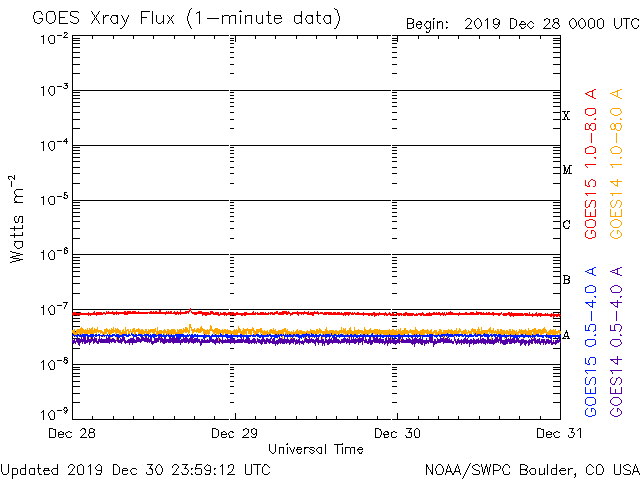 GOES Xray Flux (1-minute data)
Begin: 2019 Dec 28 0000 UTC
10-2
10-3
10-4
10-5
10-6
10-7
10-8
10-9
Watts m-2
X
M
C
B
A
GOES15 1.0-8.0 A
GOES14 1.0-8.0 A
GOES15 0.5-4.0 A
GOES14 0.5-4.0 A
Dec 28
Dec 29
Dec 30
Dec 31
Universal Time
Updated 2019 Dec 30 23:59:12 UTC
NOAA/SWPC Boulder, CO USA